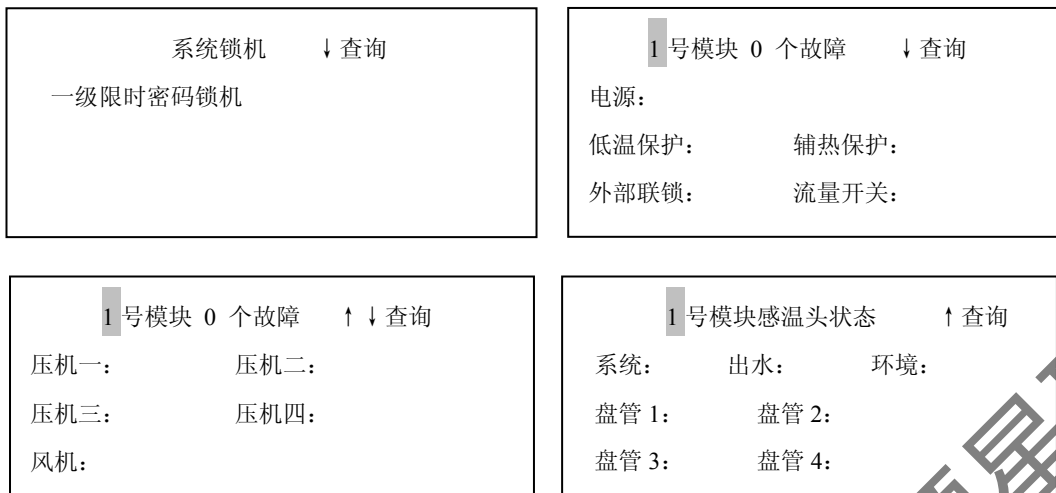 系统锁机 ↓查询
一级限时密码锁机
1 号模块 0 个故障 ↓查询
电源：
低温保护： 辅热保护：
外部联锁： 流量开关：
1 号模块 0 个故障 ↑↓查询
压机一： 压机二：
压机三： 压机四：
风机：
1 号模块感温头状态 ↑查询
系统： 出水： 环境：
盘管 1： 盘管 2：
盘管 3： 盘管 4：